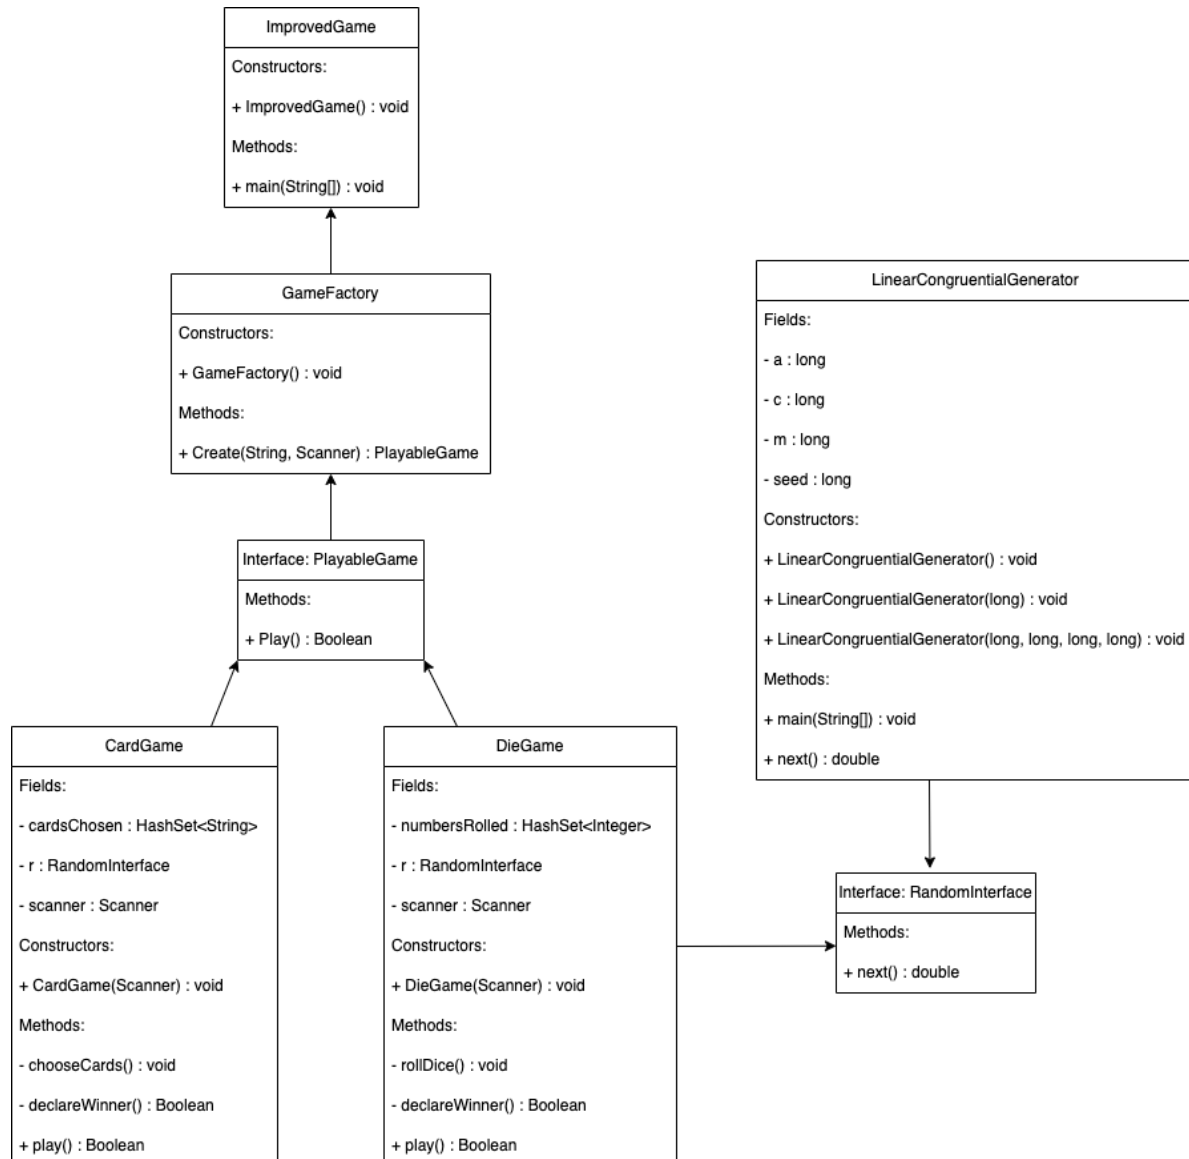 ImprovedGame
Constructors:
+ ImprovedGame() : void
Methods:
+ main(String[]) : void
GameFactory
Constructors:
+ GameFactory() : void
Methods:
+ Create(String, Scanner) : PlayableGame
Interface: PlayableGame
Methods:
+ Play() : Boolean
CardGame
Fields:
- cardsChosen : HashSet<String>
- r : RandomInterface
- scanner : Scanner
Constructors:
+ CardGame(Scanner) : void
Methods:
- chooseCards() : void
- declareWinner() : Boolean
+ play() : Boolean
DieGame
Fields:
- numbersRolled : HashSet<Integer>
- r : RandomInterface
- scanner : Scanner
Constructors:
+ DieGame(Scanner) : void
Methods:
- rollDice() : void
- declareWinner() : Boolean
+ play() : Boolean
LinearCongruentialGenerator
Fields:
- a : long
- c : long
- m : long
- seed : long
Constructors:
+ LinearCongruentialGenerator() : void
+ LinearCongruentialGenerator(long) : void
+ LinearCongruentialGenerator(long, long, long, long) : void
Methods:
+ main(String[]) : void
+ next() : double
Interface: RandomInterface
Methods:
+ next() : double